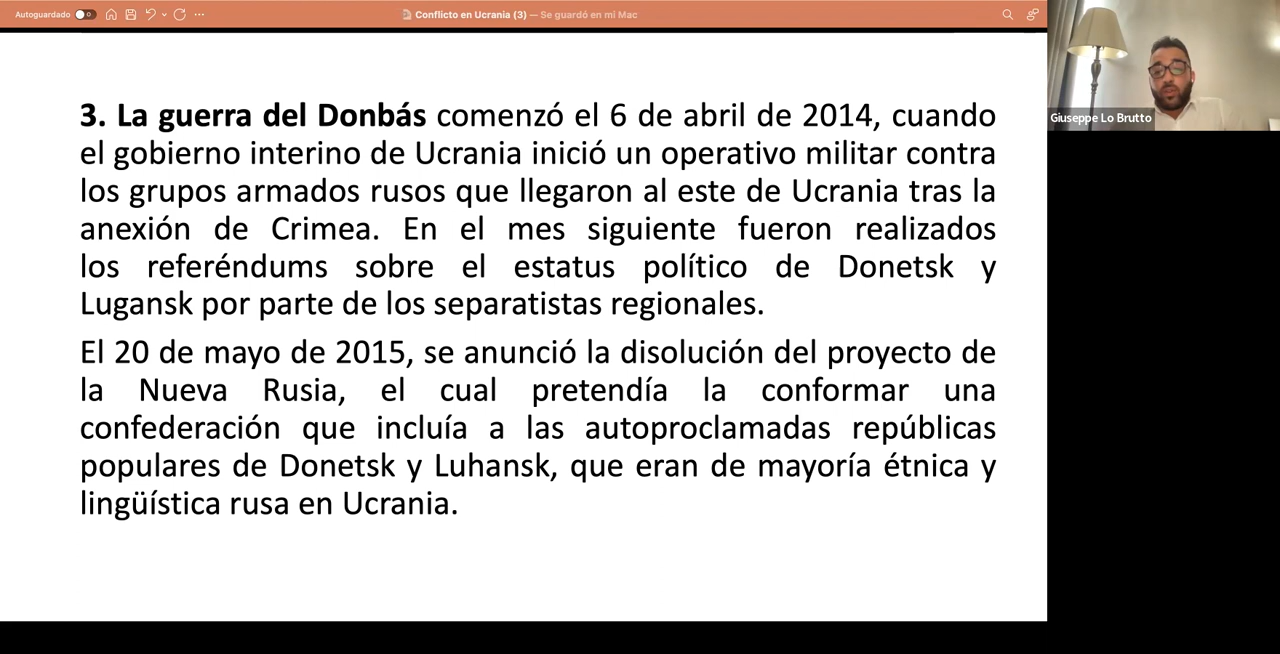 Autoguardado
Conflicto en Ucrania (3) — Se guardó en mi Mac
3. La guerra del Donbás comenzó el 6 de abril de 2014, cuando
el gobierno interino de Ucrania inició un operativo militar contra
los grupos armados rusos que llegaron al este de Ucrania tras la
anexión de Crimea. En el mes siguiente fueron realizados
los referéndums sobre el estatus político de Donetsk y
Lugansk por parte de los separatistas regionales.
El 20 de mayo de 2015, se anunció la disolución del proyecto de
la Nueva Rusia, el cual pretendía la conformar una
confederación que incluía a las autoproclamadas repúblicas
populares de Donetsk y Luhansk, que eran de mayoría étnica y
lingüística rusa en Ucrania.
Giuseppe Lo Brutto